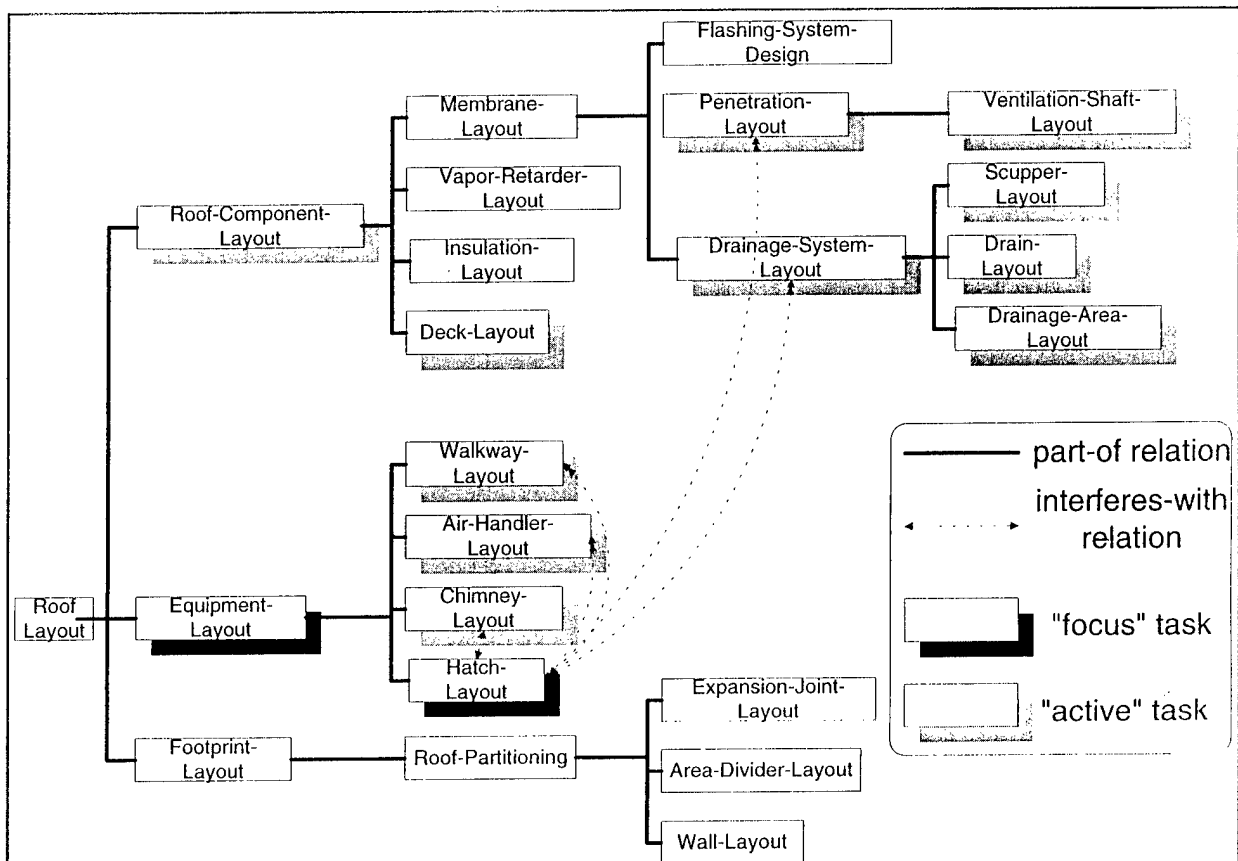 Flashing-System-
Design
Membrane-
Layout
Penetration-
Layout
Ventilation-Shaft-
Layout
Vapor-Retarder-
Layout
Scupper-
Layout
Roof-Component-
Layout
Insulation-
Layout
Drainage-System-
Layout
Drain-
Layout
Deck-Layout
Drainage-Area-
Layout
Walkway-
Layout
part-of relation
Air-Handler-
Layout
interferes-with
relation
Roof
Layout
Equipment-
Layout
Chimney-
Layout
"focus" task
Hatch-
Layout
Expansion-Joint-
Layout
"active" task
Footprint-
Layout
Roof-Partitioning
Area-Divider-Layout
Wall-Layout